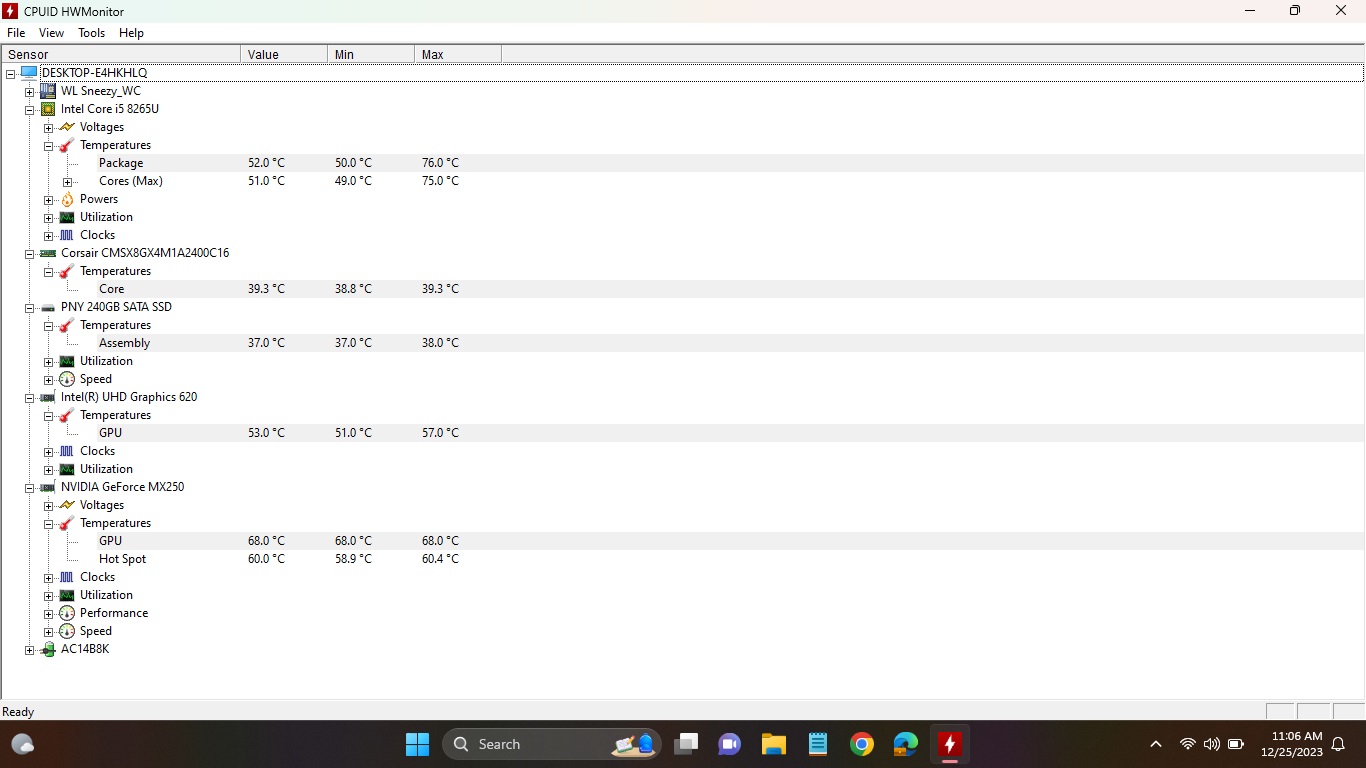 CPUID HWMonitor
File View Tools Help
Sensor Value Min Max
DESKTOP-E4HKHLQ
WL Sneezy_WC
Intel Core i5 8265U
Voltages
Temperatures
Package 52.0 °C 50.0 °C 76.0 °C
Cores (Max) 51.0 °C 49.0 °C 75.0 °C
Powers
Utilization
Clocks
Corsair CMSX8GX4M1A2400C16
Temperatures
Core 39.3 °C 38.8 °C 39.3 °C
PNY 240GB SATA SSD
Temperatures
Assembly 37.0 °C 37.0 °C 38.0 °C
Utilization
Speed
Intel(R) UHD Graphics 620
Temperatures
GPU 53.0 °C 51.0 °C 57.0 °C
Clocks
Utilization
NVIDIA GeForce MX250
Voltages
Temperatures
GPU 68.0 °C 68.0 °C 68.0 °C
Hot Spot 60.0 °C 58.9 °C 60.4 °C
Clocks
Utilization
Performance
Speed
AC14B8K
Ready
Search
11:06 AM
12/25/2023